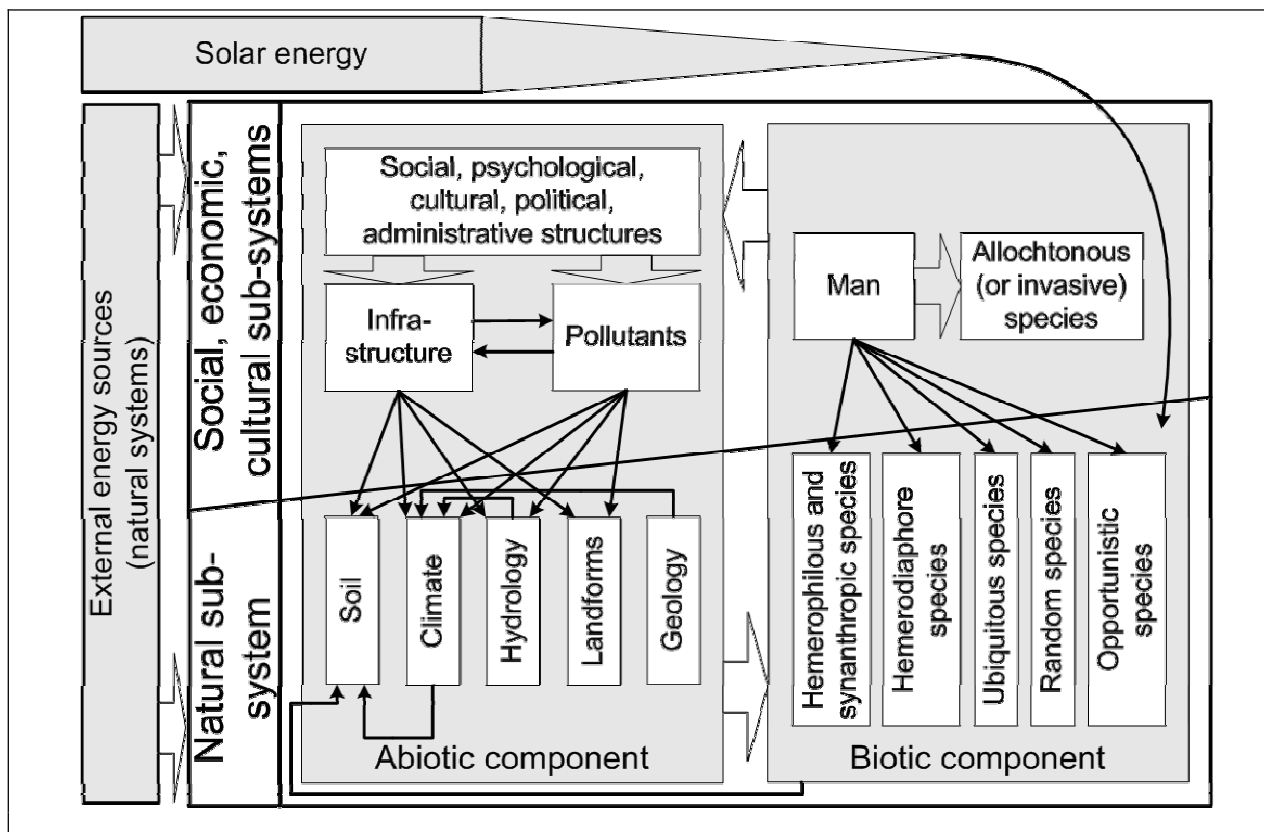 Solar energy
External energy sources
(natural systems)
Social, economic,
cultural sub-systems
Natural sub-
system
Social, psychological,
cultural, political,
administrative structures
Infra-
structure
Pollutants
Soil
Climate
Hydrology
Landforms
Geology
Abiotic component
Man
Allochtonous
(or invasive)
species
Hemerophilous and
synanthropic species
Hemerodiaphore
species
Ubiquitous species
Random species
Opportunistic
species
Biotic component